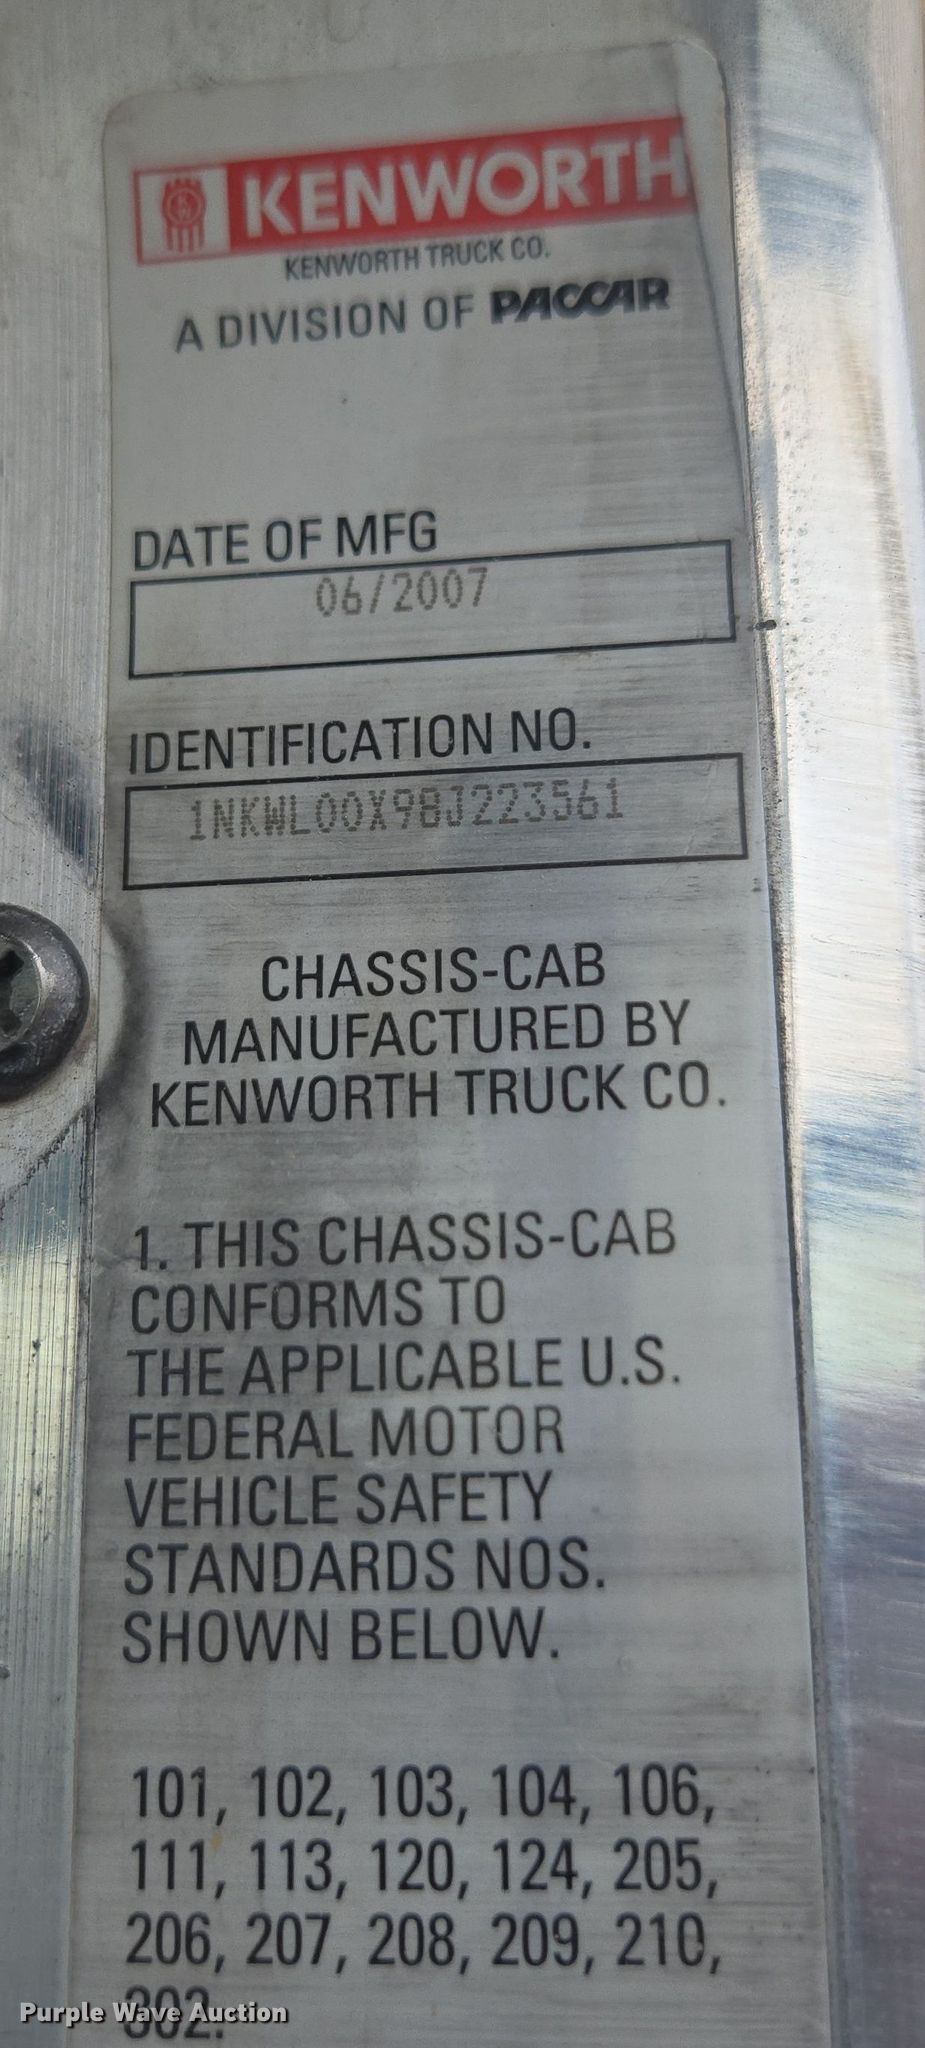 KENWORTH
KENWORTH TRUCK CO.
A DIVISION OF PACCAR
DATE OF MFG
06/2007
IDENTIFICATION NO.
1NKWL00X98J223561
CHASSIS-CAB
MANUFACTURED BY
KENWORTH TRUCK CO.
1. THIS CHASSIS-CAB
CONFORMS TO
THE APPLICABLE U.S.
FEDERAL MOTOR
VEHICLE SAFETY
STANDARDS NOS.
SHOWN BELOW.
101, 102, 103, 104, 106,
111, 113, 120, 124, 205,
206, 207, 208, 209, 210,
302.
Purple Wave Auction